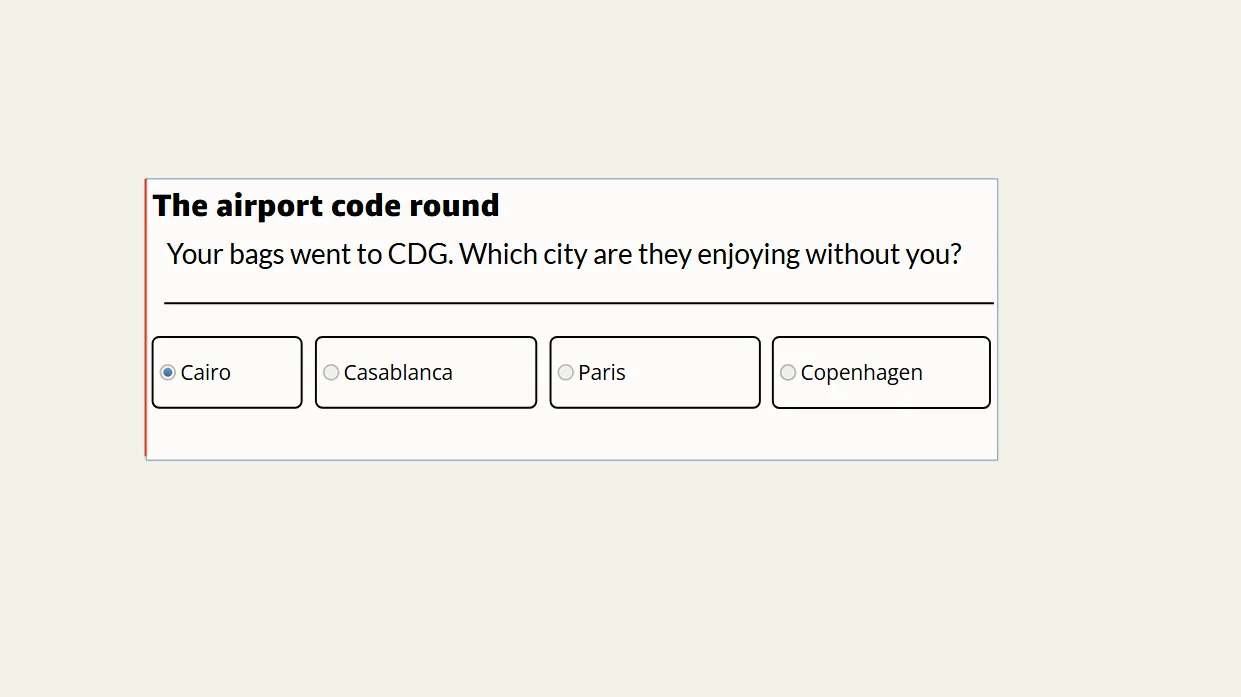 The airport code round
Your bags went to CDG. Which city are they enjoying without you?
Cairo Casablanca Paris Copenhagen